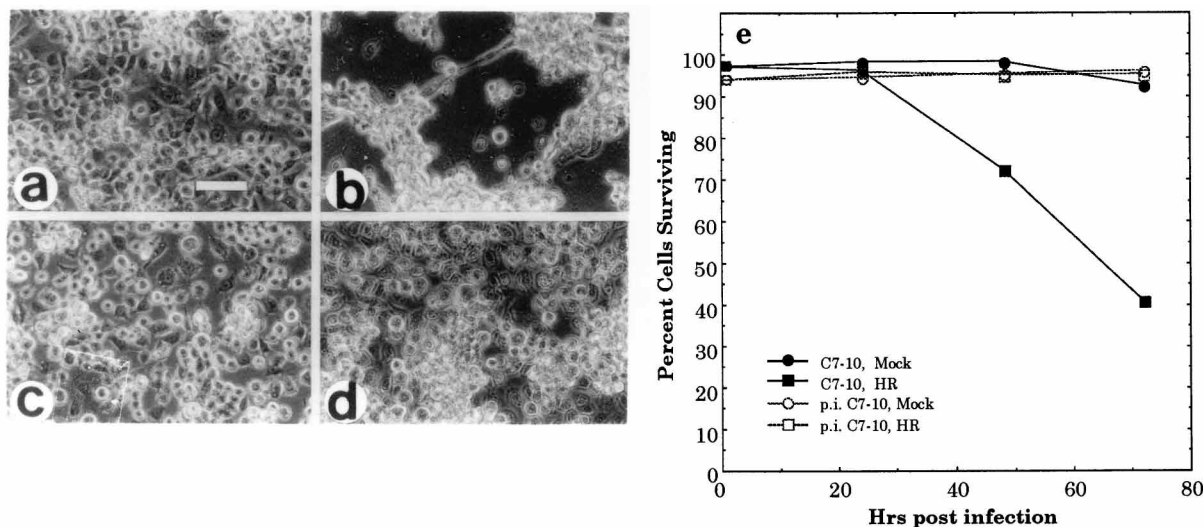 a
b
c
d
e
Percent Cells Surviving
100
90
80
70
60
50
40
30
20
10
0
C7-10, Mock
C7-10, HR
p.i. C7-10, Mock
p.i. C7-10, HR
0 20 40 60 80
Hrs post infection